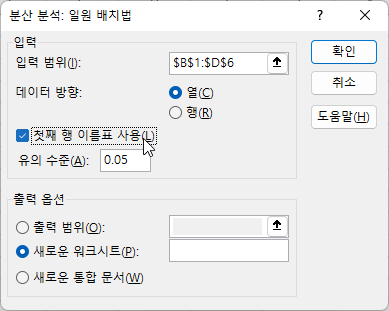 분산 분석: 일원 배치법
?
입력
입력 범위(I):
$B$1:$D$6
데이터 방향:
열(C)
행(R)
첫째 행 이름표 사용(L)
유의 수준(A):
0.05
확인
취소
도움말(H)
출력 옵션
출력 범위(O):
새로운 워크시트(P):
새로운 통합 문서(W)